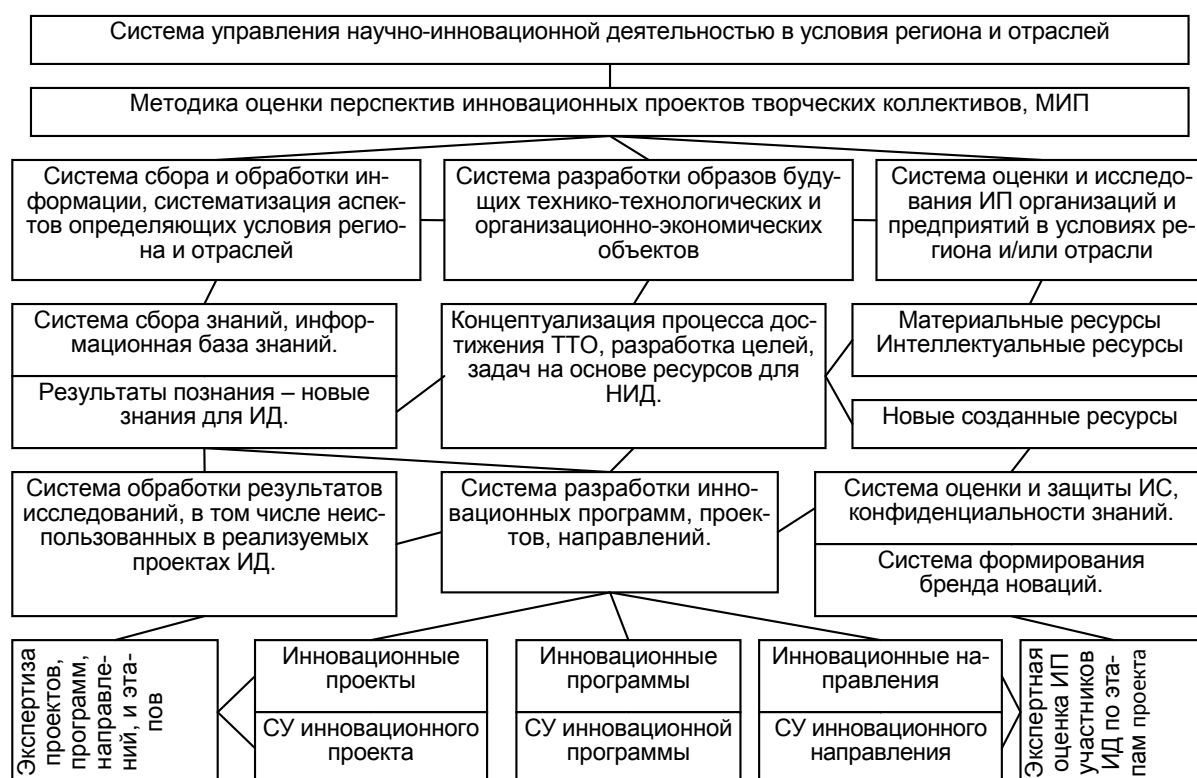 Система управления научно-инновационной деятельностью в условия региона и отраслей
Методика оценки перспектив инновационных проектов творческих коллективов, МИП
Система сбора и обработки ин-
формации, систематизация аспек-
тов определяющих условия регио-
на и отраслей
Система разработки образов буду-
щих технико-технологических и
организационно-экономических
объектов
Система оценки и исследо-
вания ИП организаций и
предприятий в условиях ре-
гиона и/или отрасли
Система сбора знаний, инфор-
мационная база знаний.
Результаты познания – новые
знания для ИД.
Концептуализация процесса дос-
тижения ТТО, разработка целей,
задач на основе ресурсов для
НИД.
Материальные ресурсы
Интеллектуальные ресурсы
Новые созданные ресурсы
Система обработки результатов
исследований, в том числе неис-
пользованных в реализуемых
проектах ИД.
Система разработки инно-
вационных программ, проек-
тов, направлений.
Система оценки и защиты ИС,
конфиденциальности знаний.
Система формирования
бренда новаций.
Экспертиза
проектов,
программ,
направле-
ний, и эта-
пов
Инновационные
проекты
СУ инновационного
проекта
Инновационные
программы
СУ инновационной
программы
Инновационные на-
правления
СУ инновационного
направления
Экспертная
оценка ИП
участников
ИД по эта-
пам проекта